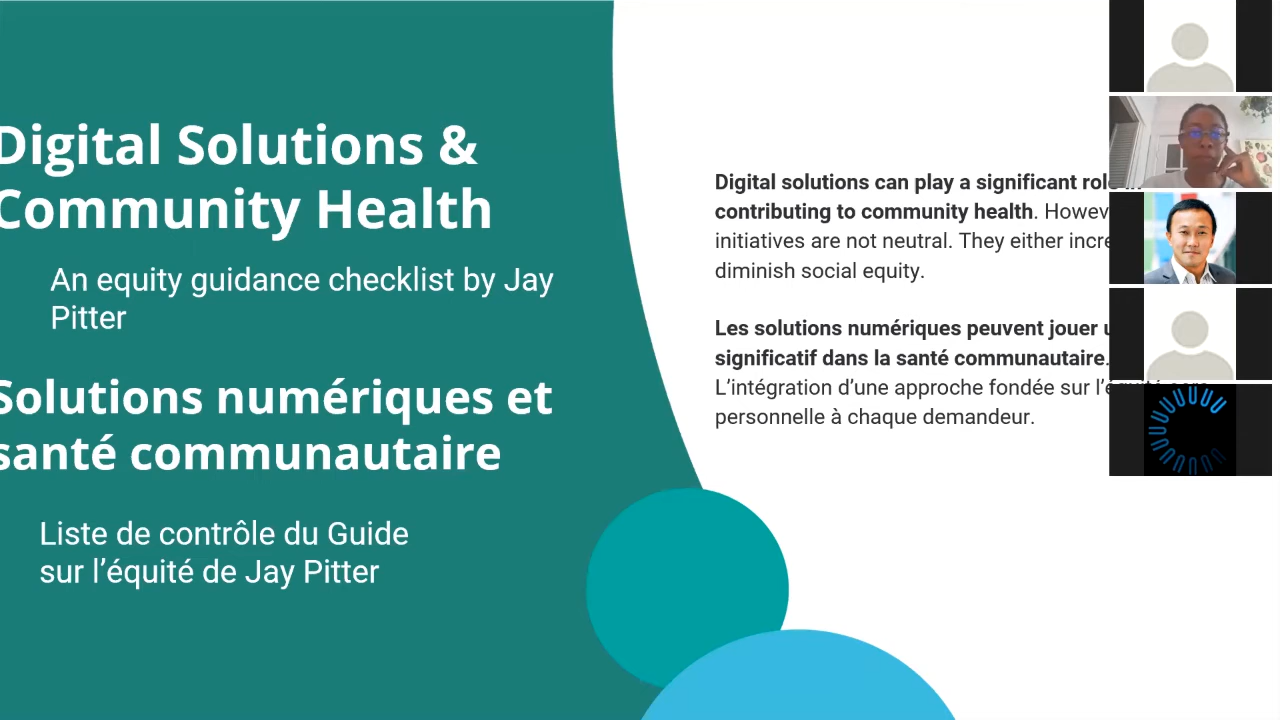 Digital Solutions &
Community Health
An equity guidance checklist by Jay
Pitter
Solutions numériques et
santé communautaire
Liste de contrôle du Guide
sur l’équité de Jay Pitter
Digital solutions can play a significant role in
contributing to community health. Howev
initiatives are not neutral. They either incre
diminish social equity.
Les solutions numériques peuvent jouer u
significatif dans la santé communautaire.
L’intégration d’une approche fondée sur l’équité sera
personnelle à chaque demandeur.